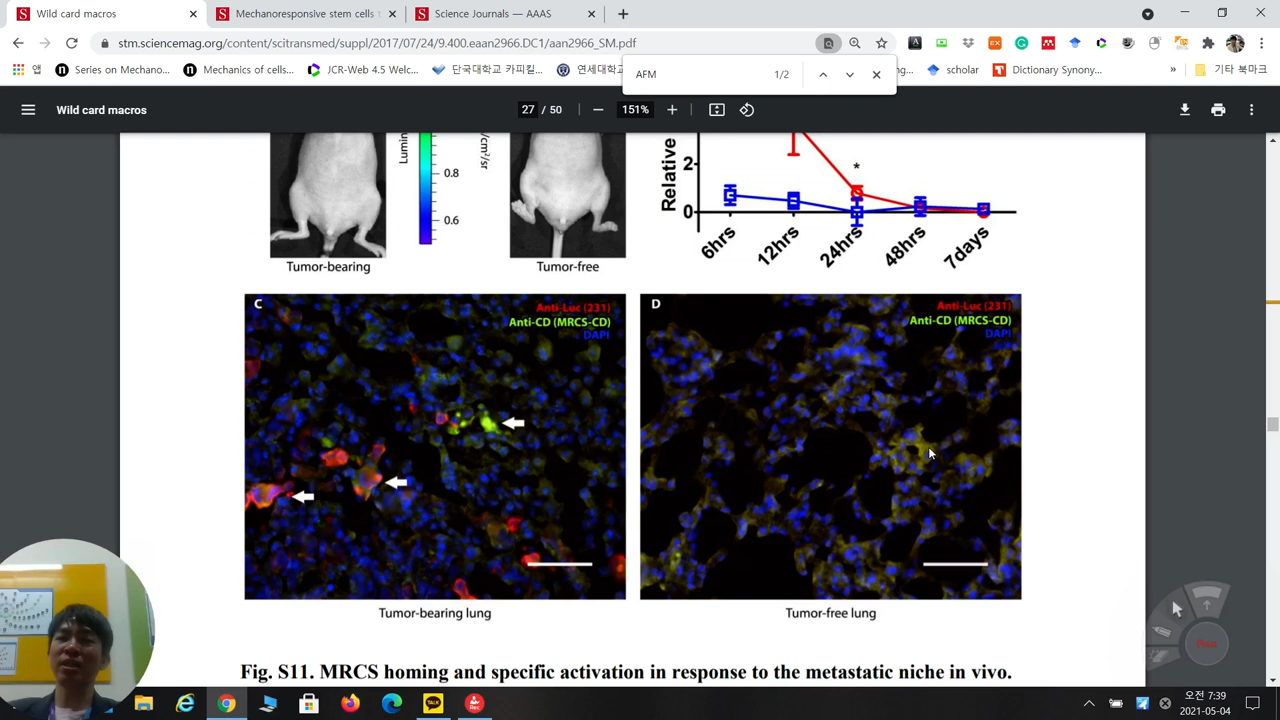 Wild card macros
Mechanoresponsive stem cells
Science Journals — AAAS
stm.sciencemag.org/content/scitransmed/suppl/2017/07/24/9.400.eaan2966.DC1/aan2966_SM.pdf
앱
Series on Mechano...
Mechanics of cells...
JCR-Web 4.5 Welc...
단국대학교 카피킬...
연세대학교
scholar
Dictionary Synony...
»
기타 북마크
AFM
1/2
Wild card macros
27 / 50
151%
Lumin
/cm²/sr
0.8
0.6
Tumor-bearing
Tumor-free
Relative
2
0
*
6hrs
12hrs
24hrs
48hrs
7days
C
Anti-Luc (231)
Anti-CD (MRCS-CD)
DAPI
D
Anti-Luc (231)
Anti-CD (MRCS-CD)
DAPI
Tumor-bearing lung
Tumor-free lung
Fig. S11. MRCS homing and specific activation in response to the metastatic niche in vivo.
TALK
Rec
오전 7:39
2021-05-04